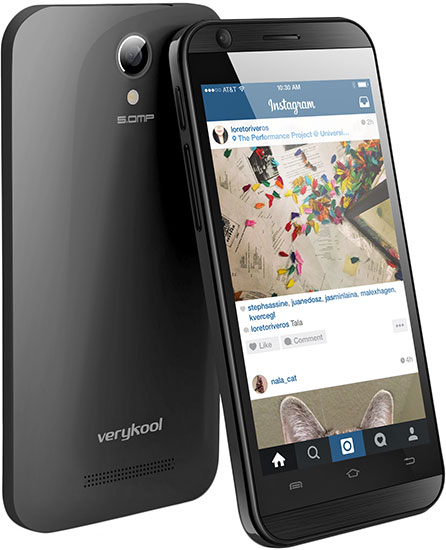 5.0MP
verykool
AT&T
10:30 AM
Instagram
loretoriveros
2h
The Performance Project @ Universi...
stephsassine, juanedosz, jasminlaina, malexhagen,
kvercegl
loretoriveros Tala
Like
Comment
nala_cat
4h